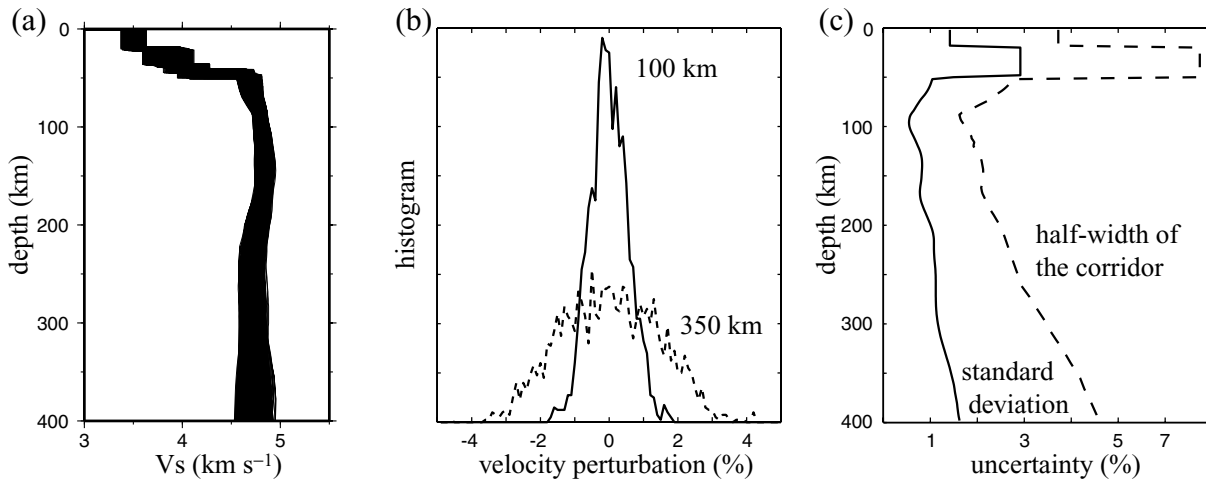 (a)
0
100
200
300
400
depth (km)
3
4
5
Vs (km s⁻¹)
(b)
100 km
350 km
histogram
-4
-2
0
2
4
velocity perturbation (%)
(c)
0
100
200
300
400
depth (km)
half-width of
the corridor
standard
deviation
1
3
5
7
uncertainty (%)